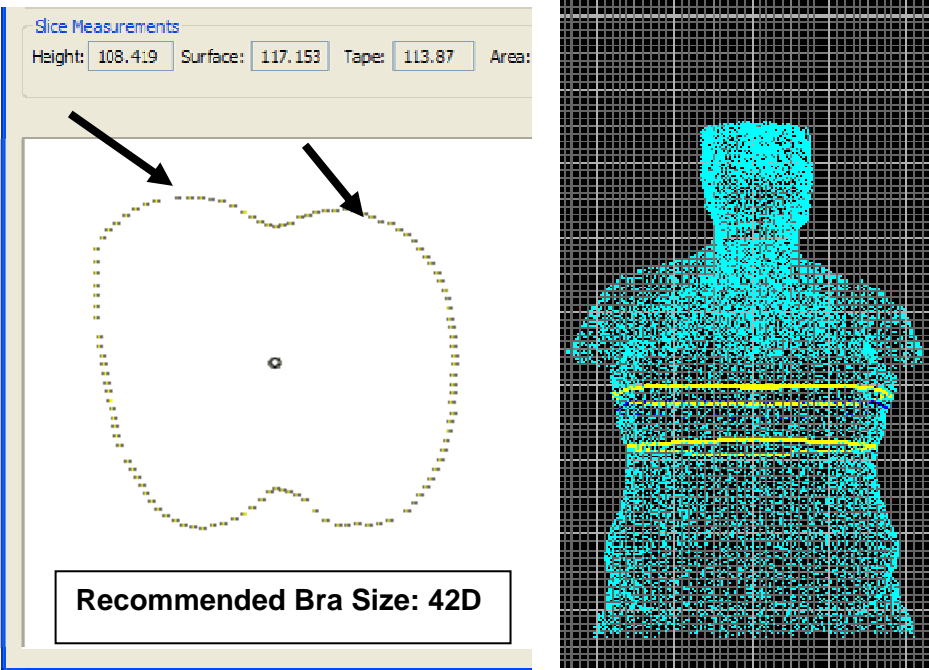 Slice Measurements
Height: 108.419 Surface: 117.153 Tape: 113.87 Area:
Recommended Bra Size: 42D